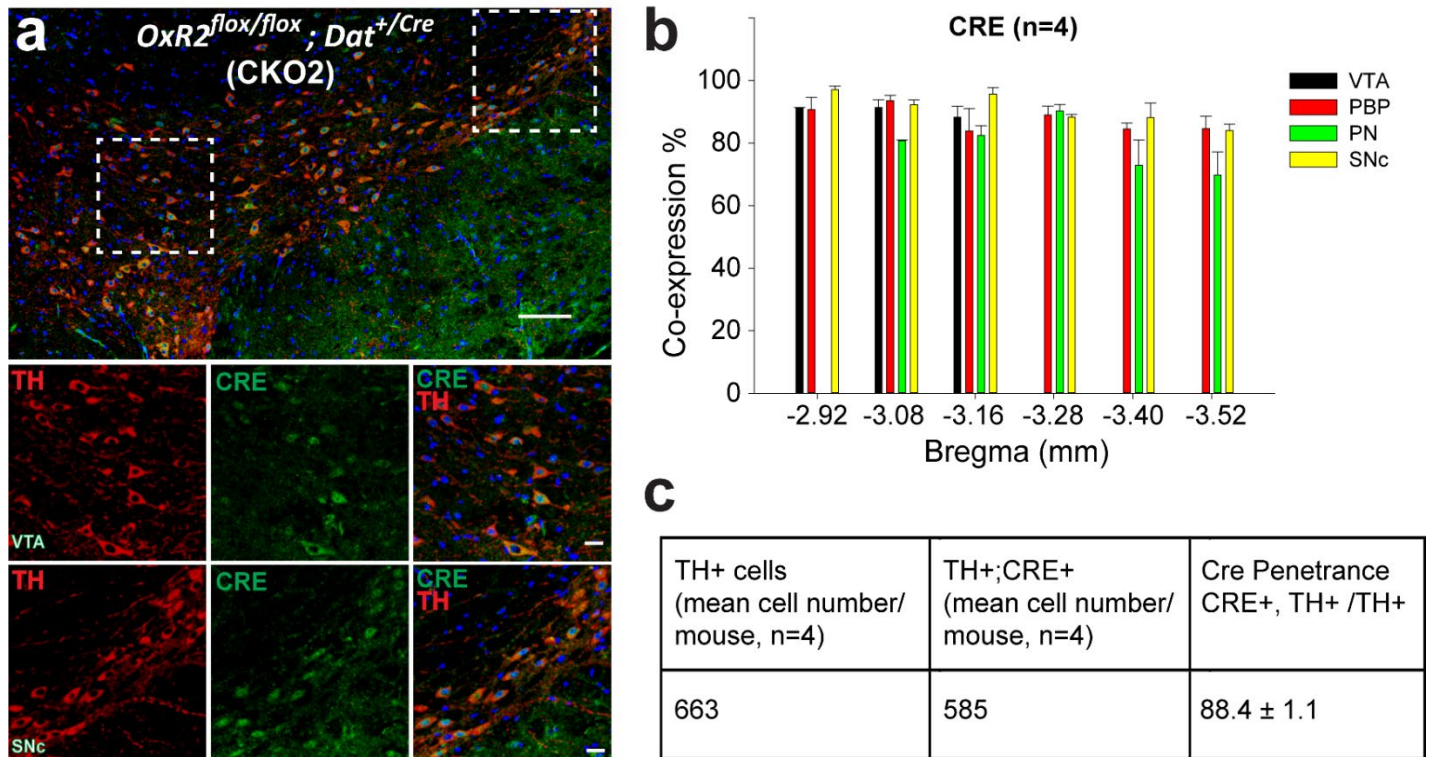 a
OxR2flox/flox ; Dat+/Cre
(CKO2)
TH
CRE
CRE
TH
VTA
TH
CRE
CRE
TH
SNc
b
CRE (n=4)
Co-expression %
100
80
60
40
20
0
-2.92 -3.08 -3.16 -3.28 -3.40 -3.52
Bregma (mm)
VTA
PBP
PN
SNc
c
TH+ cells
(mean cell number/
mouse, n=4)
TH+;CRE+
(mean cell number/
mouse, n=4)
Cre Penetrance
CRE+, TH+ /TH+
663
585
88.4 ± 1.1